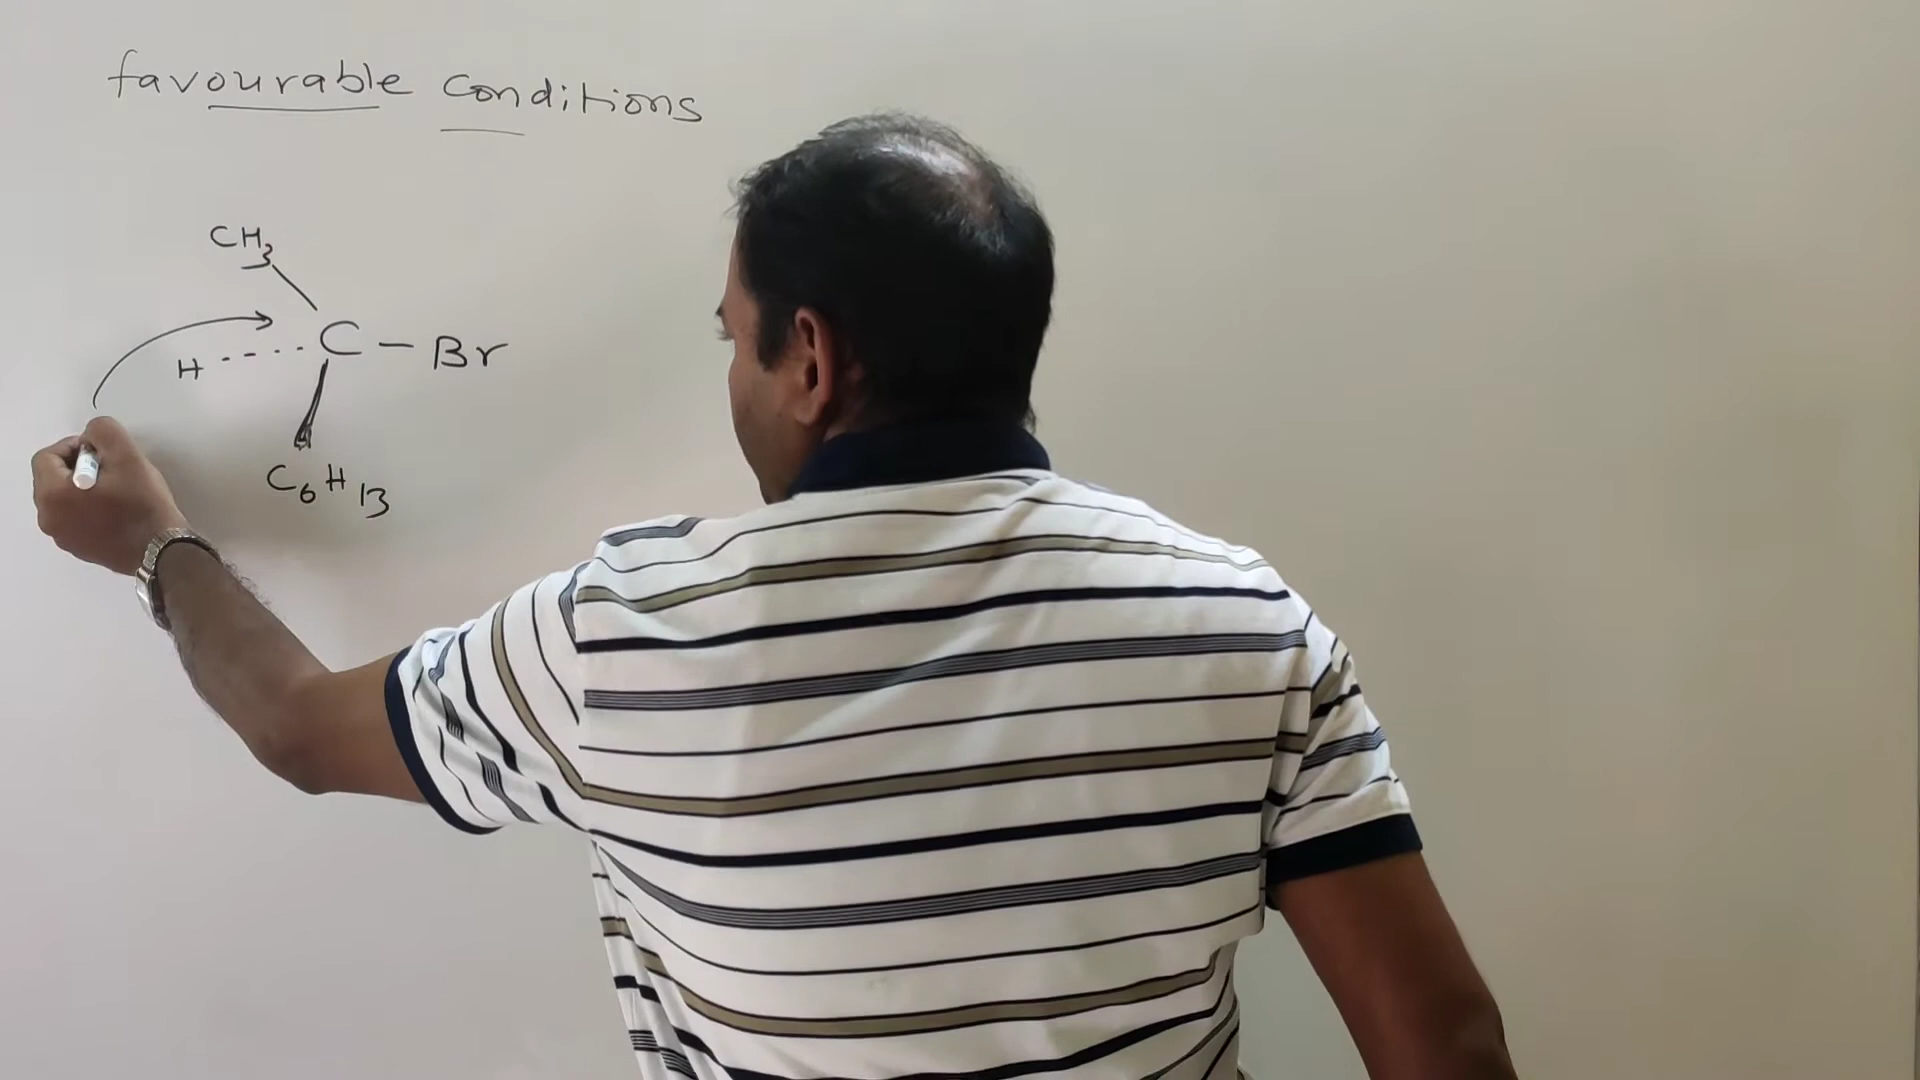 favourable conditions
CH3
H ---- C - Br
C6H13